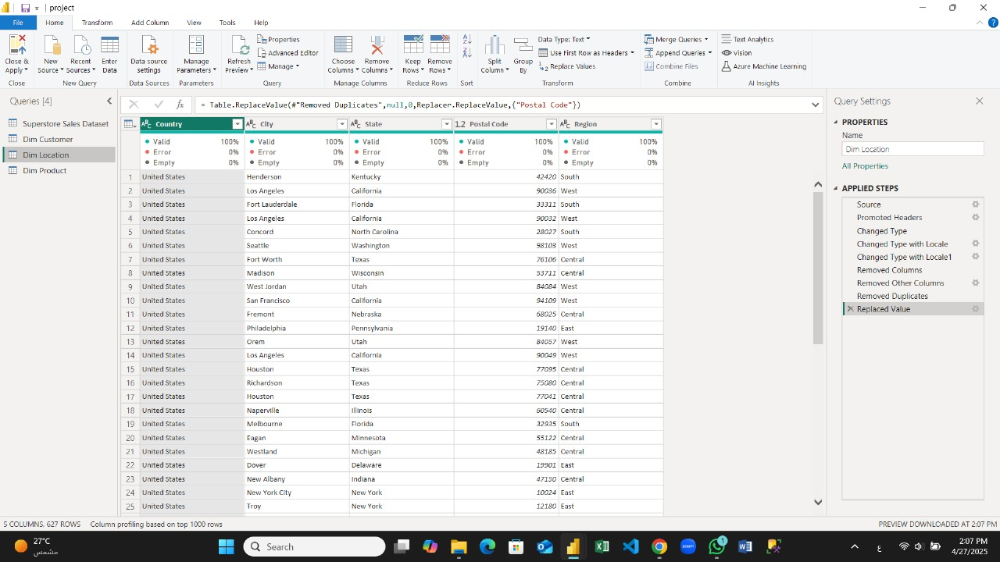 project
File Home Transform Add Column View Tools Help
Close & Apply New Source Recent Sources Enter Data Data source settings Manage Parameters Refresh Preview Properties Advanced Editor Manage Choose Columns Remove Columns Keep Rows Remove Rows Split Column Group By Data Type: Text Use First Row as Headers Replace Values Merge Queries Append Queries Combine Files Text Analytics Vision Azure Machine Learning
Close New Query Data Sources Parameters Query Manage Columns Reduce Rows Sort Transform Combine AI Insights
Queries [4]
Superstore Sales Dataset
Dim Customer
Dim Location
Dim Product
= Table.ReplaceValue(#"Removed Duplicates",null,0,Replacer.ReplaceValue,{"Postal Code"})
Country City State 1.2 Postal Code Region
Valid 100% Valid 100% Valid 100% Valid 100% Valid 100%
Error 0% Error 0% Error 0% Error 0% Error 0%
Empty 0% Empty 0% Empty 0% Empty 0% Empty 0%
1 United States Henderson Kentucky 42420 South
2 United States Los Angeles California 90036 West
3 United States Fort Lauderdale Florida 33311 South
4 United States Los Angeles California 90032 West
5 United States Concord North Carolina 28027 South
6 United States Seattle Washington 98103 West
7 United States Fort Worth Texas 76106 Central
8 United States Madison Wisconsin 53711 Central
9 United States West Jordan Utah 84084 West
10 United States San Francisco California 94109 West
11 United States Fremont Nebraska 68025 Central
12 United States Philadelphia Pennsylvania 19140 East
13 United States Orem Utah 84057 West
14 United States Los Angeles California 90049 West
15 United States Houston Texas 77095 Central
16 United States Richardson Texas 75080 Central
17 United States Houston Texas 77041 Central
18 United States Naperville Illinois 60540 Central
19 United States Melbourne Florida 32935 South
20 United States Eagan Minnesota 55122 Central
21 United States Westland Michigan 48185 Central
22 United States Dover Delaware 19901 East
23 United States New Albany Indiana 47150 Central
24 United States New York City New York 10024 East
25 United States Troy New York 12180 East
Query Settings
PROPERTIES
Name
Dim Location
All Properties
APPLIED STEPS
Source
Promoted Headers
Changed Type
Changed Type with Locale
Changed Type with Locale1
Removed Columns
Removed Other Columns
Removed Duplicates
Replaced Value
5 COLUMNS, 627 ROWS Column profiling based on top 1000 rows PREVIEW DOWNLOADED AT 2:07 PM
27°C
مشمس
Search
1
zoom
ع
2:07 PM
4/27/2025